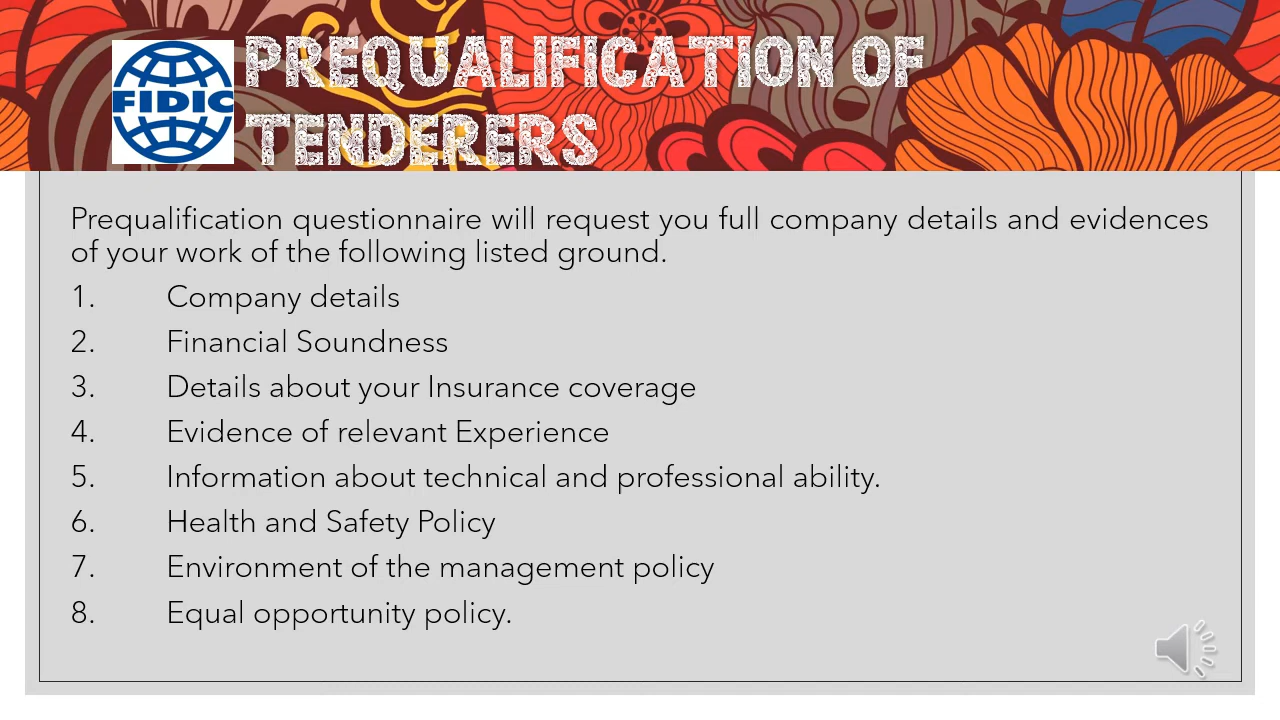 FIDIC
PREQUALIFICATION OF
TENDERERS
Prequalification questionnaire will request you full company details and evidences
of your work of the following listed ground.
1. Company details
2. Financial Soundness
3. Details about your Insurance coverage
4. Evidence of relevant Experience
5. Information about technical and professional ability.
6. Health and Safety Policy
7. Environment of the management policy
8. Equal opportunity policy.